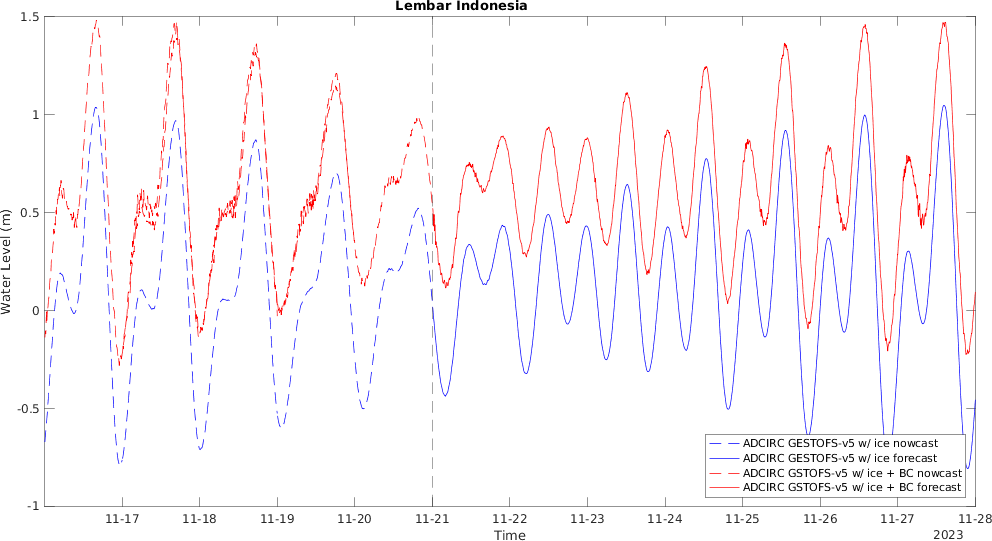 Lembar Indonesia
1.5
1
0.5
0
-0.5
-1
Water Level (m)
ADCIRC GESTOFS-v5 w/ ice nowcast
ADCIRC GESTOFS-v5 w/ ice forecast
ADCIRC GSTOFS-v5 w/ ice + BC nowcast
ADCIRC GSTOFS-v5 w/ ice + BC forecast
11-17 11-18 11-19 11-20 11-21 11-22 11-23 11-24 11-25 11-26 11-27 11-28
Time
2023